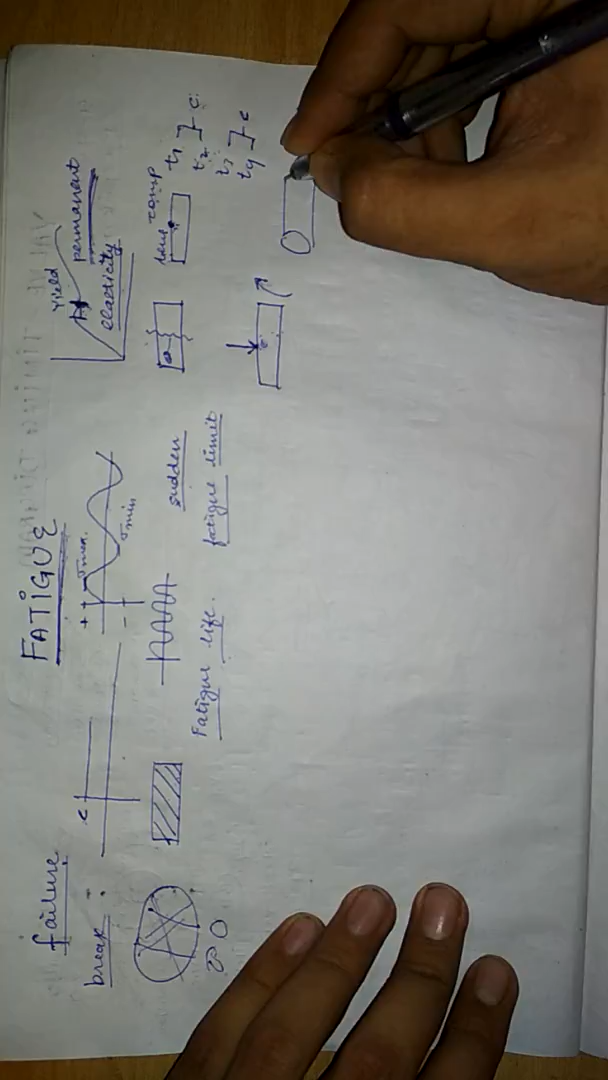 FATIGUE
failure
break :
c
+
-
σmax.
σmin
Yield
permanent
elasticity
sudden
tens comp
t1
t2 ] c
t3
t4 ] c
Fatigue life.
fatigue limit